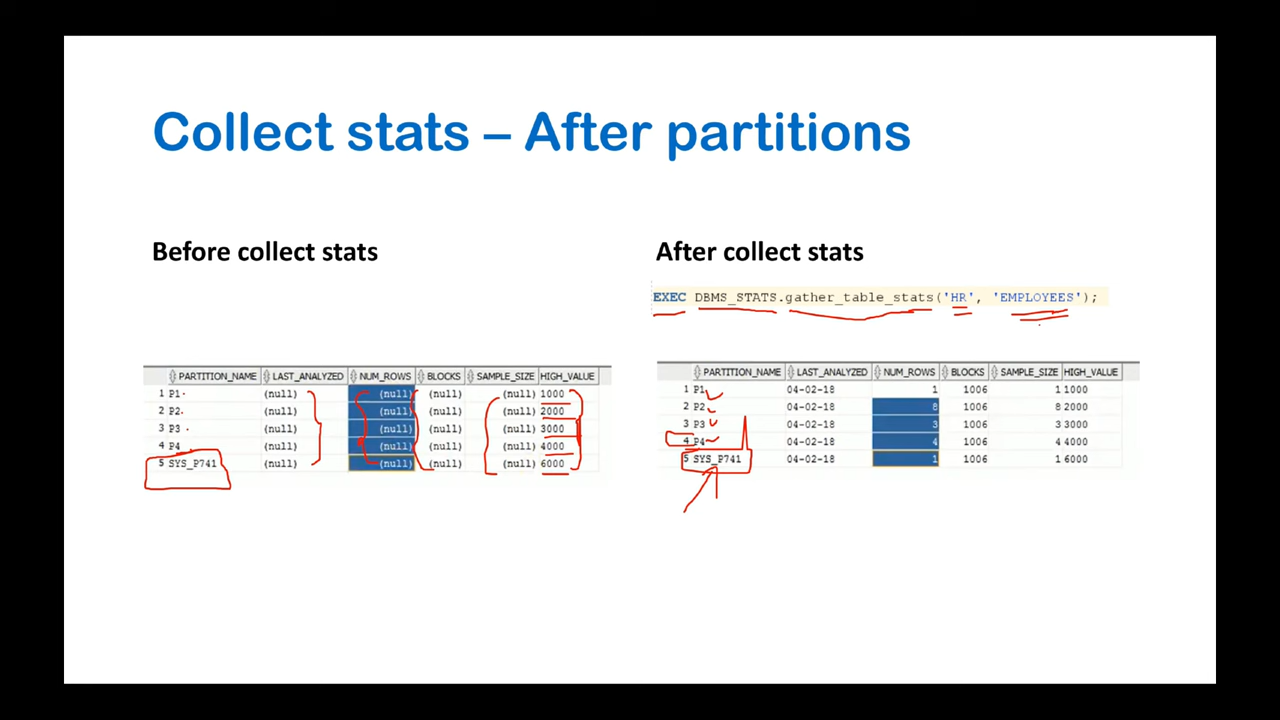 Collect stats – After partitions
Before collect stats
After collect stats
EXEC DBMS_STATS.gather_table_stats('HR', 'EMPLOYEES');
PARTITION_NAME LAST_ANALYZED NUM_ROWS BLOCKS SAMPLE_SIZE HIGH_VALUE
1 P1 (null) (null) (null) (null) 1000
2 P2 (null) (null) (null) (null) 2000
3 P3 (null) (null) (null) (null) 3000
4 P4 (null) (null) (null) (null) 4000
5 SYS_P741 (null) (null) (null) (null) 6000
PARTITION_NAME LAST_ANALYZED NUM_ROWS BLOCKS SAMPLE_SIZE HIGH_VALUE
1 P1 04-02-18 1 1006 1 1000
2 P2 04-02-18 8 1006 8 2000
3 P3 04-02-18 3 1006 3 3000
4 P4 04-02-18 4 1006 4 4000
5 SYS_P741 04-02-18 1 1006 1 6000